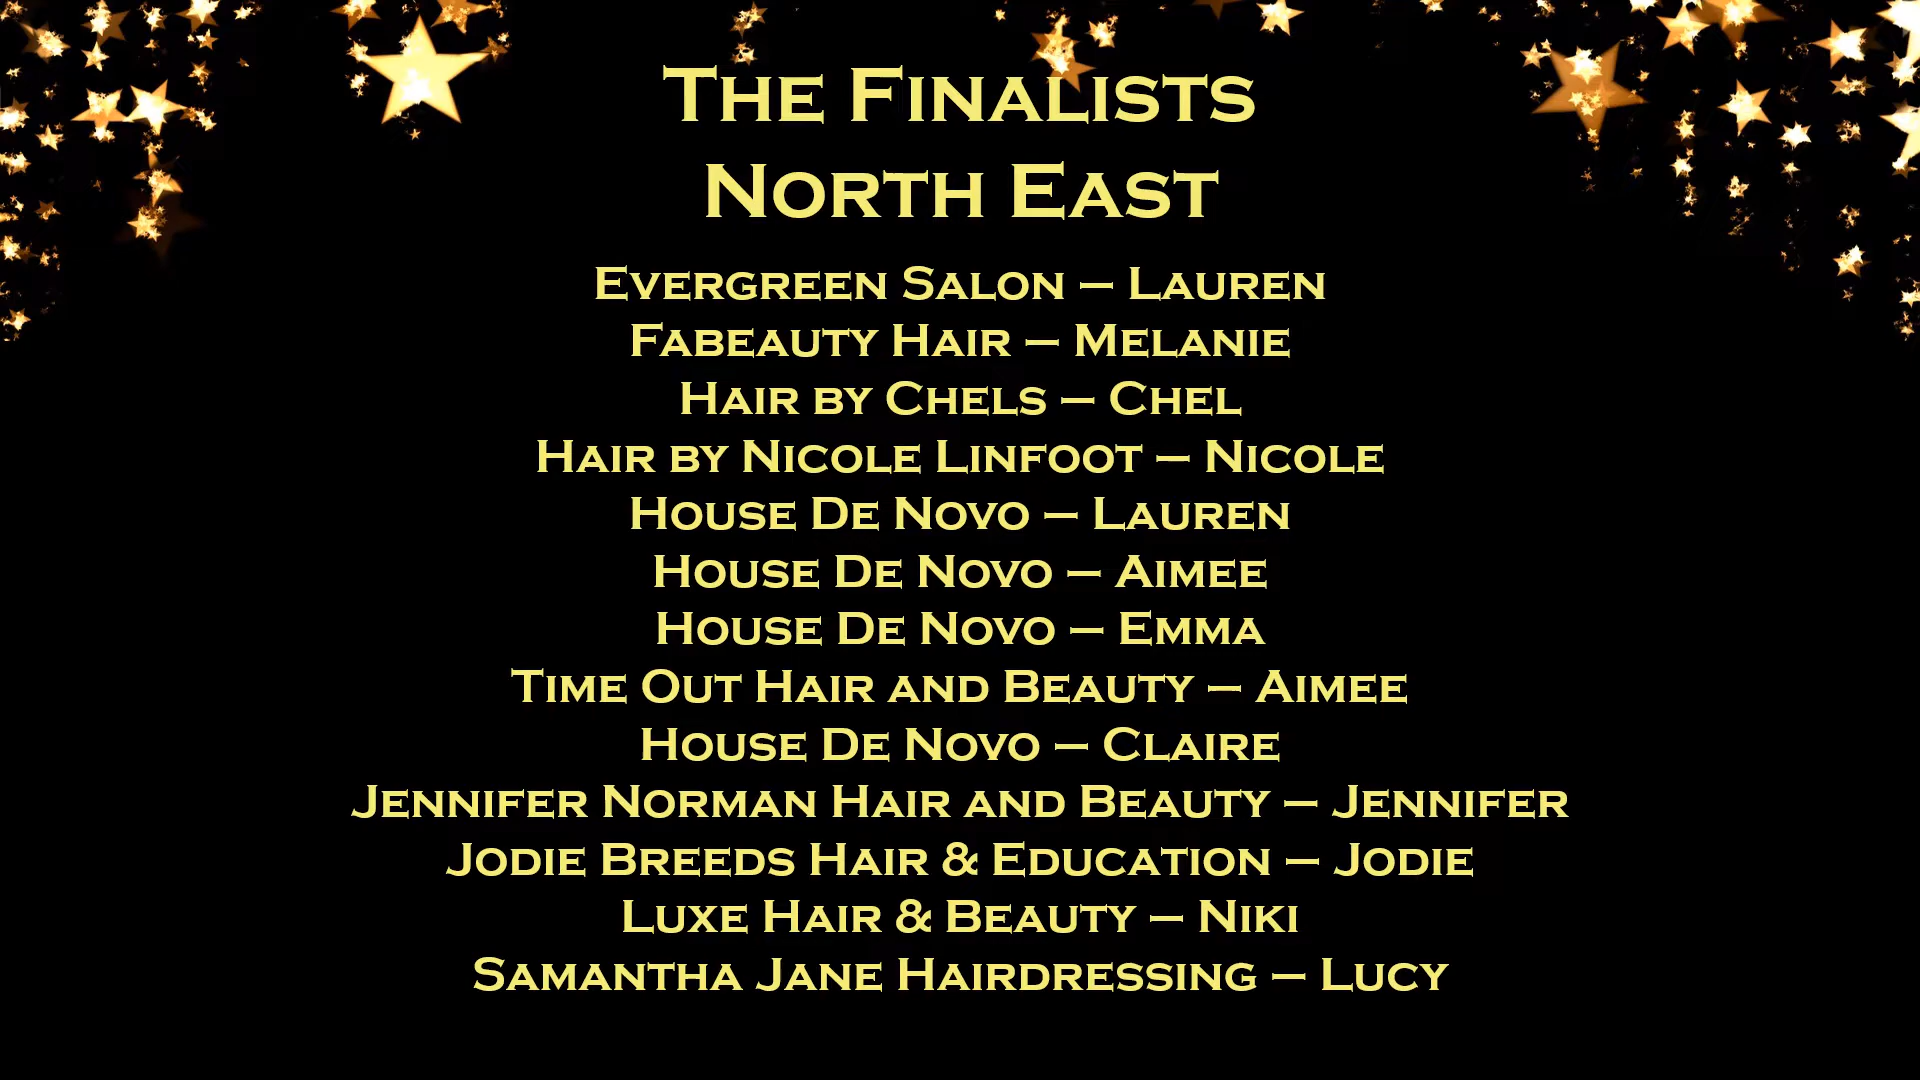 The Finalists
North East
Evergreen Salon – Lauren
Fabeauty Hair – Melanie
Hair by Chels – Chel
Hair by Nicole Linfoot – Nicole
House De Novo – Lauren
House De Novo – Aimee
House De Novo – Emma
Time Out Hair and Beauty – Aimee
House De Novo – Claire
Jennifer Norman Hair and Beauty – Jennifer
Jodie Breeds Hair & Education – Jodie
Luxe Hair & Beauty – Niki
Samantha Jane Hairdressing – Lucy